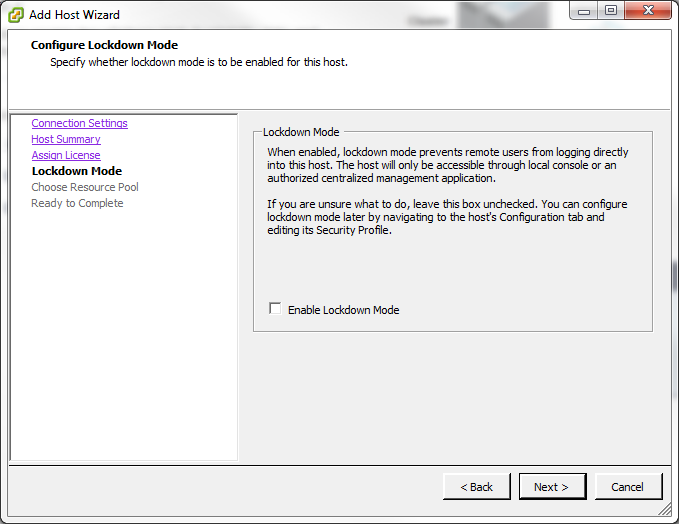 Add Host Wizard
Configure Lockdown Mode
Specify whether lockdown mode is to be enabled for this host.
Connection Settings
Host Summary
Assign License
Lockdown Mode
Choose Resource Pool
Ready to Complete
Lockdown Mode
When enabled, lockdown mode prevents remote users from logging directly
into this host. The host will only be accessible through local console or an
authorized centralized management application.
If you are unsure what to do, leave this box unchecked. You can configure
lockdown mode later by navigating to the host's Configuration tab and
editing its Security Profile.
Enable Lockdown Mode
< Back
Next >
Cancel